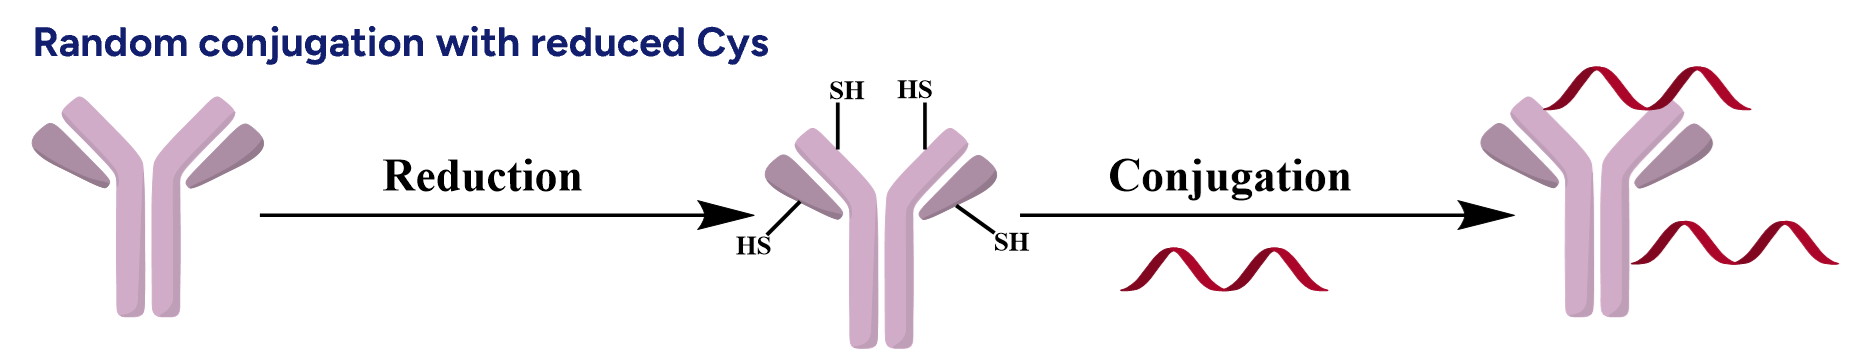 Random conjugation with reduced Cys
SH HS
Reduction
Conjugation
HS
SH